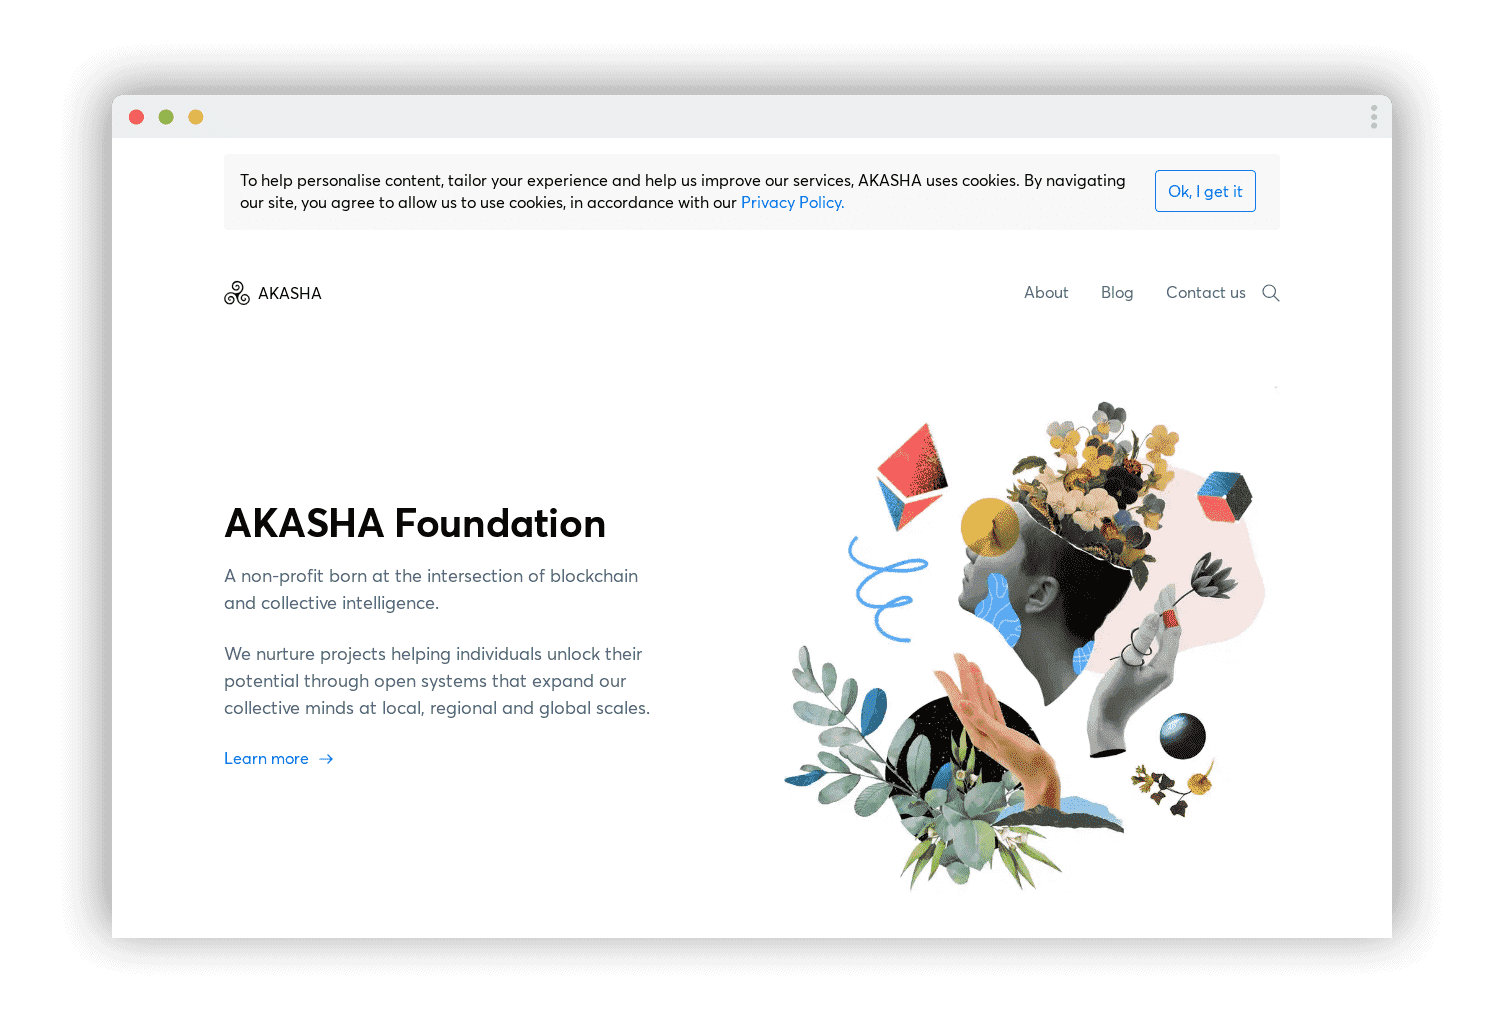 To help personalise content, tailor your experience and help us improve our services, AKASHA uses cookies. By navigating
our site, you agree to allow us to use cookies, in accordance with our Privacy Policy.
Ok, I get it
AKASHA
About
Blog
Contact us
AKASHA Foundation
A non-profit born at the intersection of blockchain
and collective intelligence.
We nurture projects helping individuals unlock their
potential through open systems that expand our
collective minds at local, regional and global scales.
Learn more →